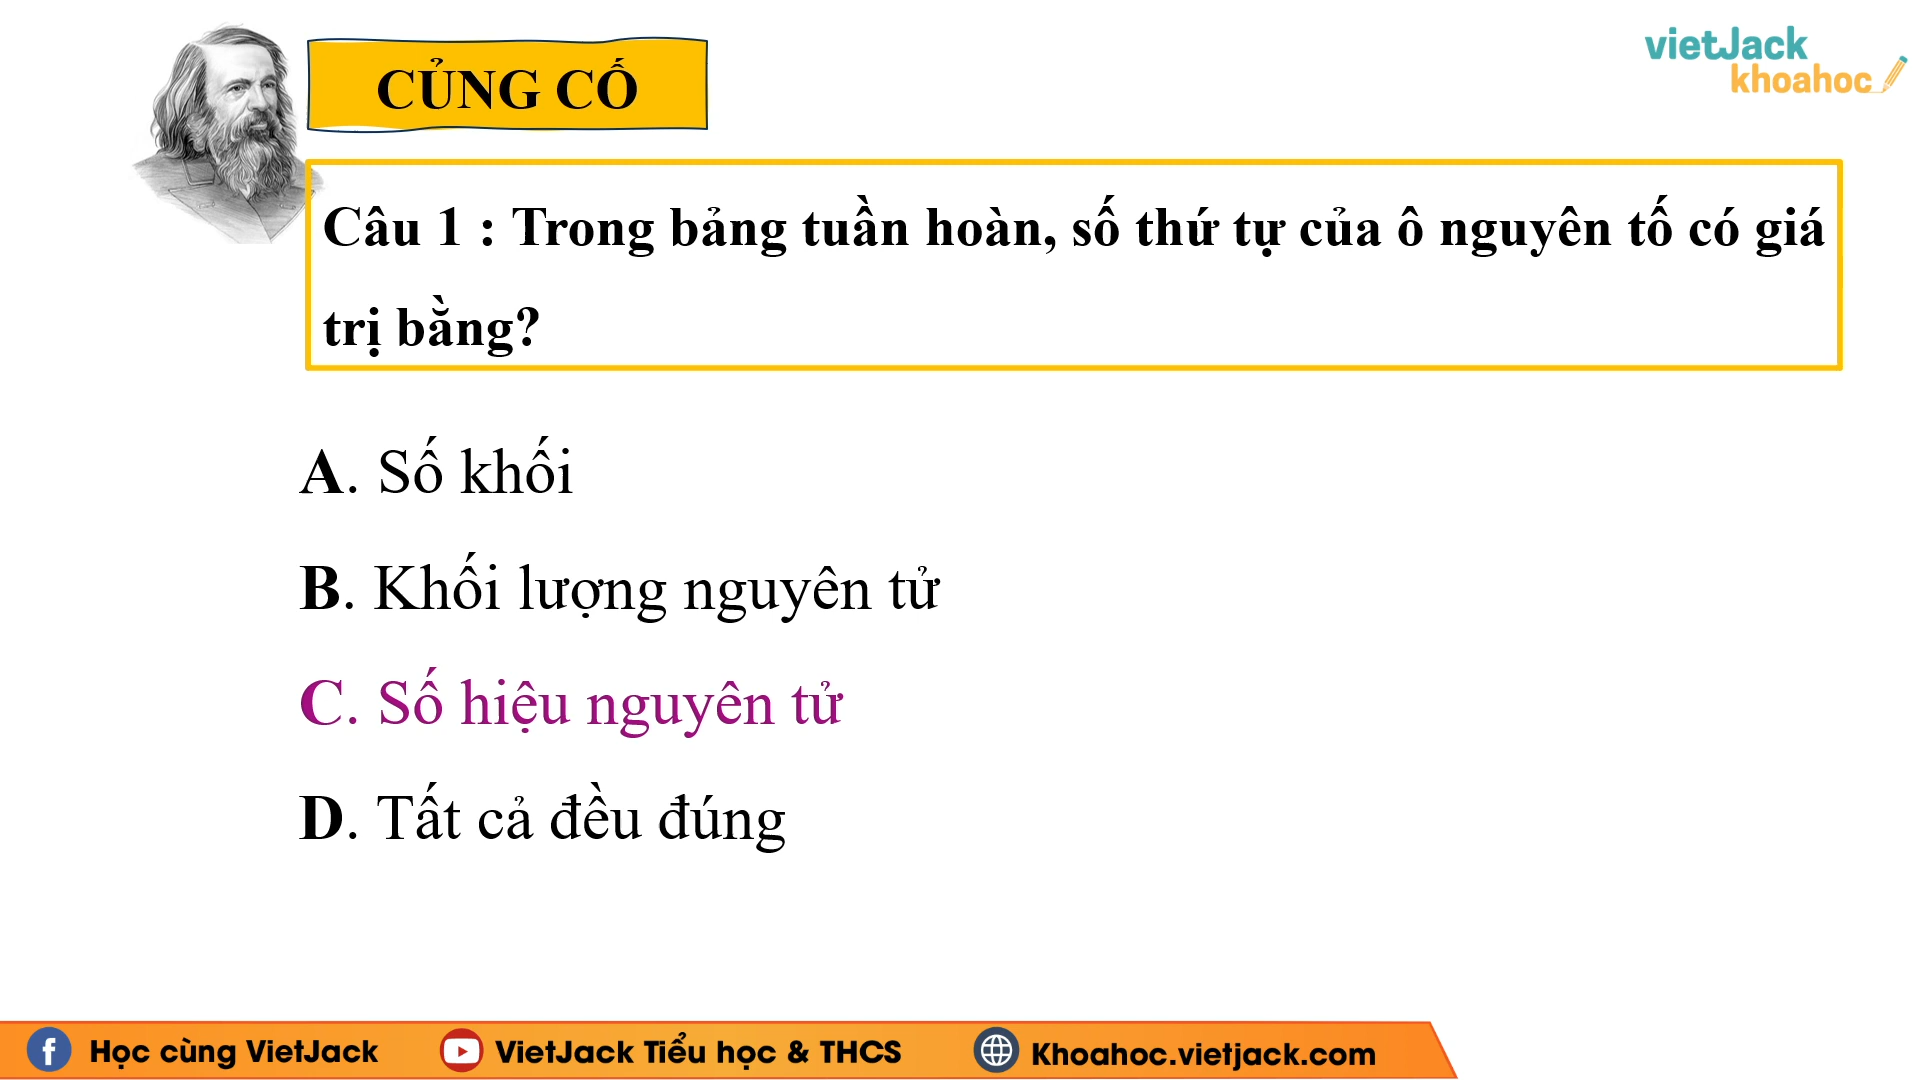 CỦNG CỐ
vietJack
khoahoc
Câu 1 : Trong bảng tuần hoàn, số thứ tự của ô nguyên tố có giá
trị bằng?
A. Số khối
B. Khối lượng nguyên tử
C. Số hiệu nguyên tử
D. Tất cả đều đúng
Học cùng VietJack
VietJack Tiểu học & THCS
Khoahoc.vietjack.com